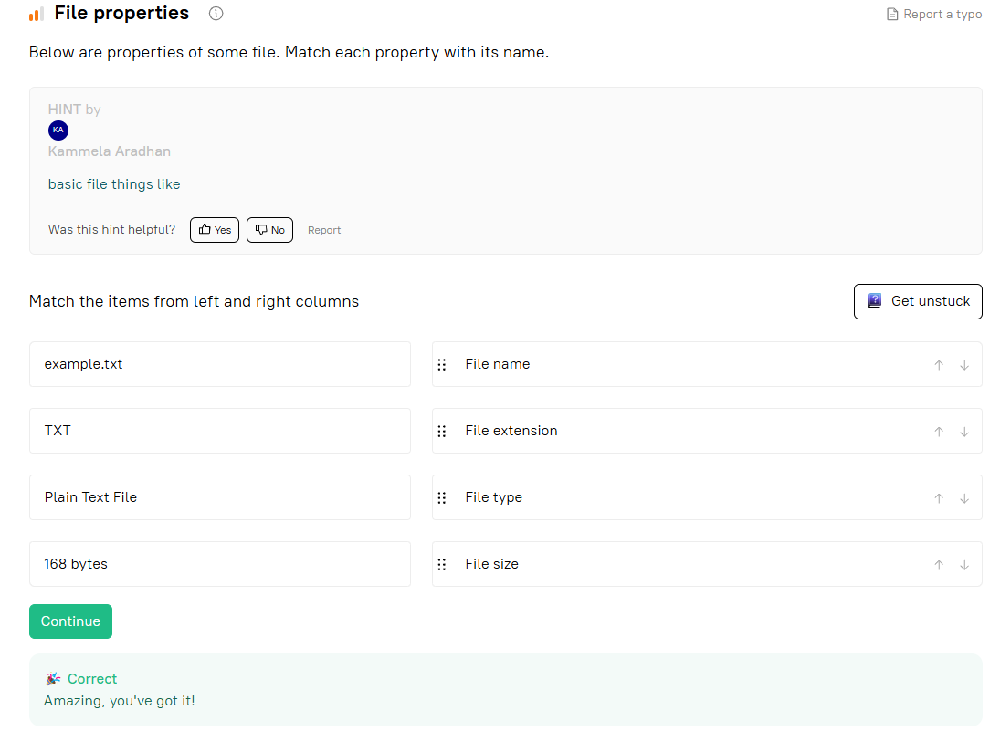 File properties
Report a typo
Below are properties of some file. Match each property with its name.
HINT by
KA
Kammela Aradhan
basic file things like
Was this hint helpful? Yes No Report
Match the items from left and right columns
Get unstuck
example.txt
File name
TXT
File extension
Plain Text File
File type
168 bytes
File size
Continue
Correct
Amazing, you've got it!